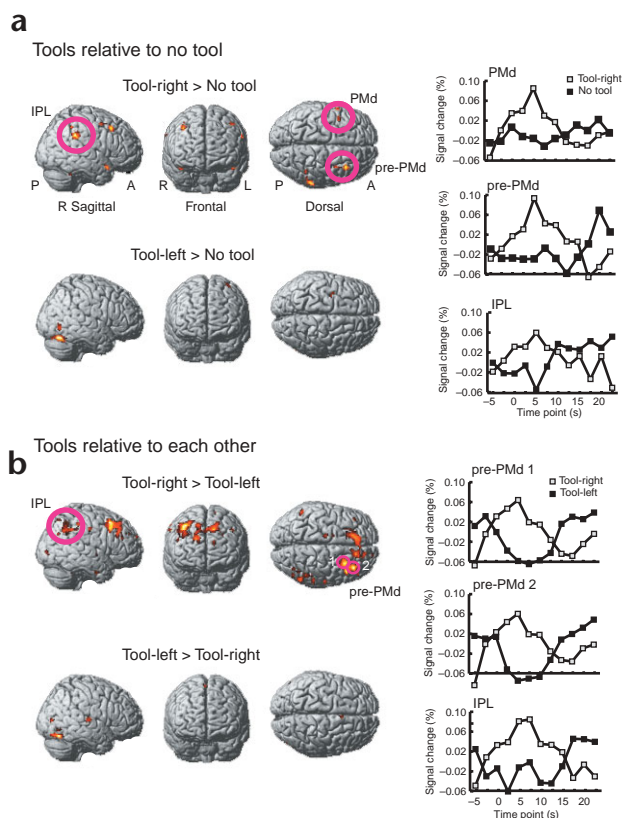 a
Tools relative to no tool
Tool-right > No tool
IPL
PMd
pre-PMd
P A R L P A
R Sagittal Frontal Dorsal
Tool-left > No tool
PMd
Tool-right
No tool
Signal change (%)
0.10
0.06
0.02
–0.02
–0.06
pre-PMd
Signal change (%)
0.10
0.06
0.02
–0.02
–0.06
IPL
Signal change (%)
0.10
0.06
0.02
–0.02
–0.06
–5 0 5 10 15 20
Time point (s)
b
Tools relative to each other
Tool-right > Tool-left
IPL
1 2
pre-PMd
Tool-left > Tool-right
pre-PMd 1
Tool-right
Tool-left
Signal change (%)
0.10
0.06
0.02
–0.02
–0.06
pre-PMd 2
Signal change (%)
0.10
0.06
0.02
–0.02
–0.06
IPL
Signal change (%)
0.10
0.06
0.02
–0.02
–0.06
–5 0 5 10 15 20
Time point (s)